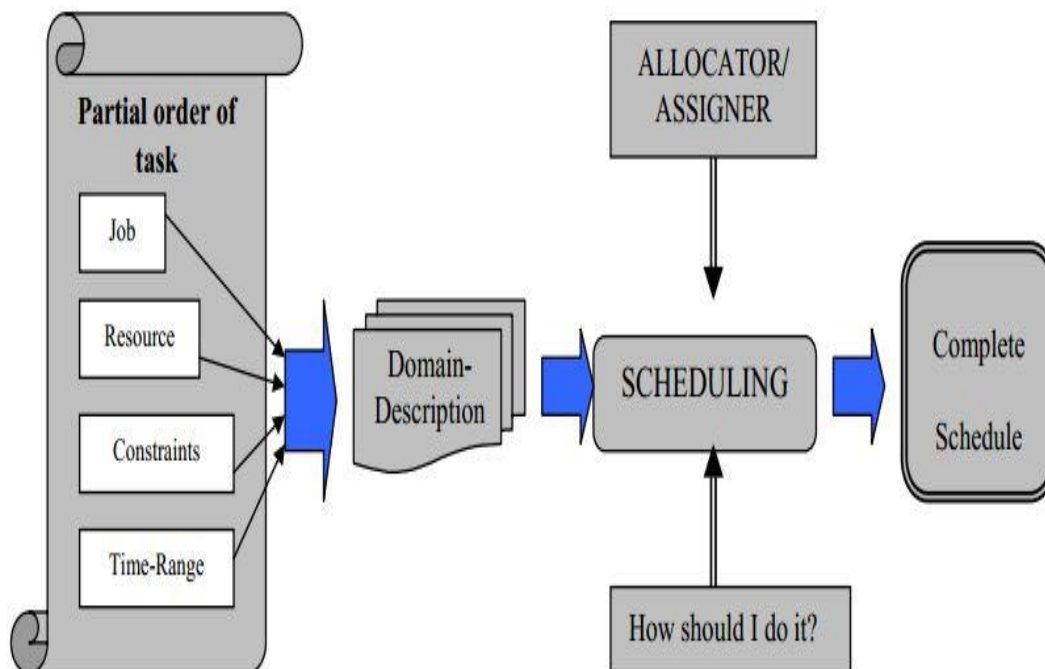 Partial order of
task
Job
Resource
Constraints
Time-Range
Domain-
Description
ALLOCATOR/
ASSIGNER
SCHEDULING
How should I do it?
Complete
Schedule